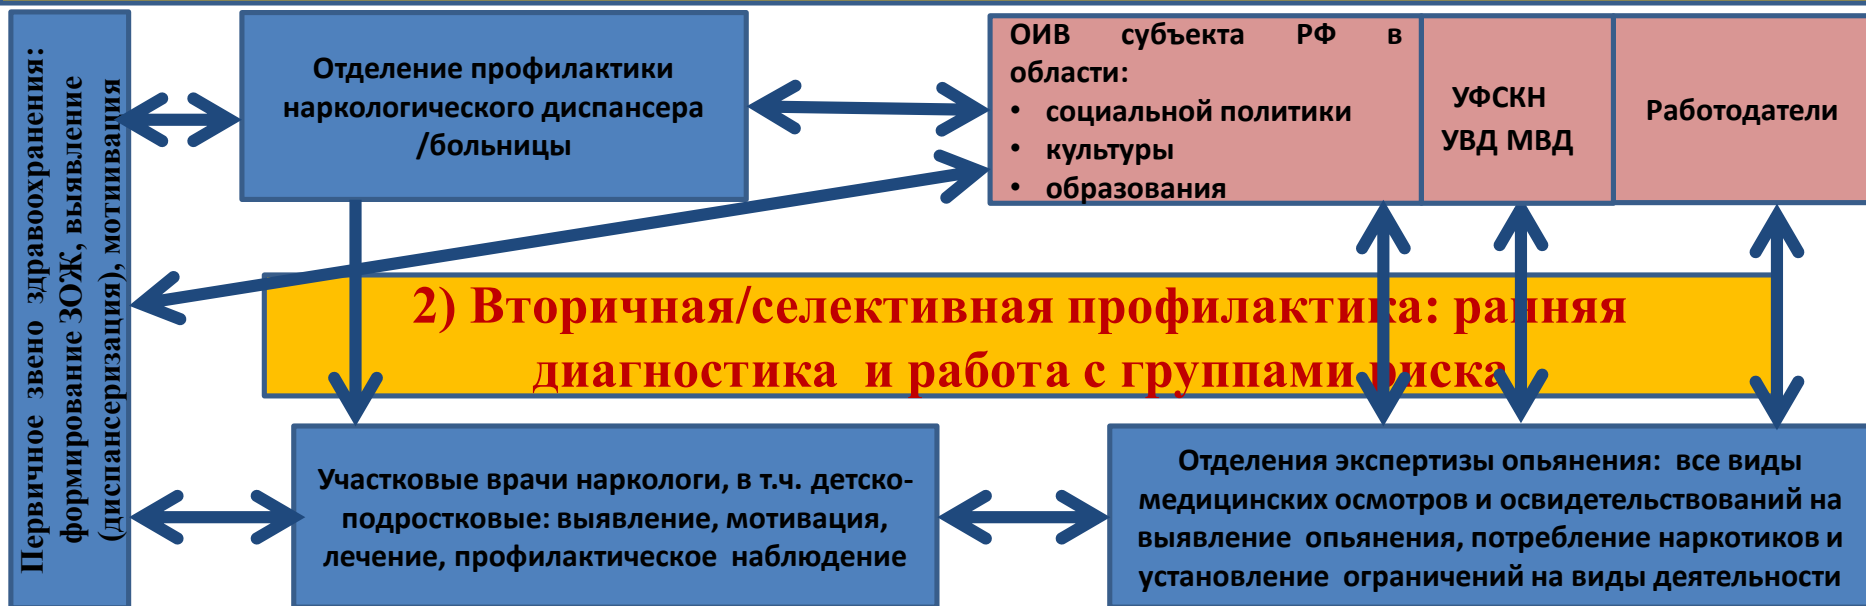 Первичное звено здравоохранения:
формирование ЗОЖ, выявление
(диспансеризация), мотивация
Отделение профилактики
наркологического диспансера
/больницы
ОИВ субъекта РФ в
области:
• социальной политики
• культуры
• образования
УФСКН
УВД МВД
Работодатели
2) Вторичная/селективная профилактика: ранняя
диагностика и работа с группами риска
Участковые врачи наркологи, в т.ч. детско-
подростковые: выявление, мотивация,
лечение, профилактическое наблюдение
Отделения экспертизы опьянения: все виды
медицинских осмотров и освидетельствований на
выявление опьянения, потребление наркотиков и
установление ограничений на виды деятельности